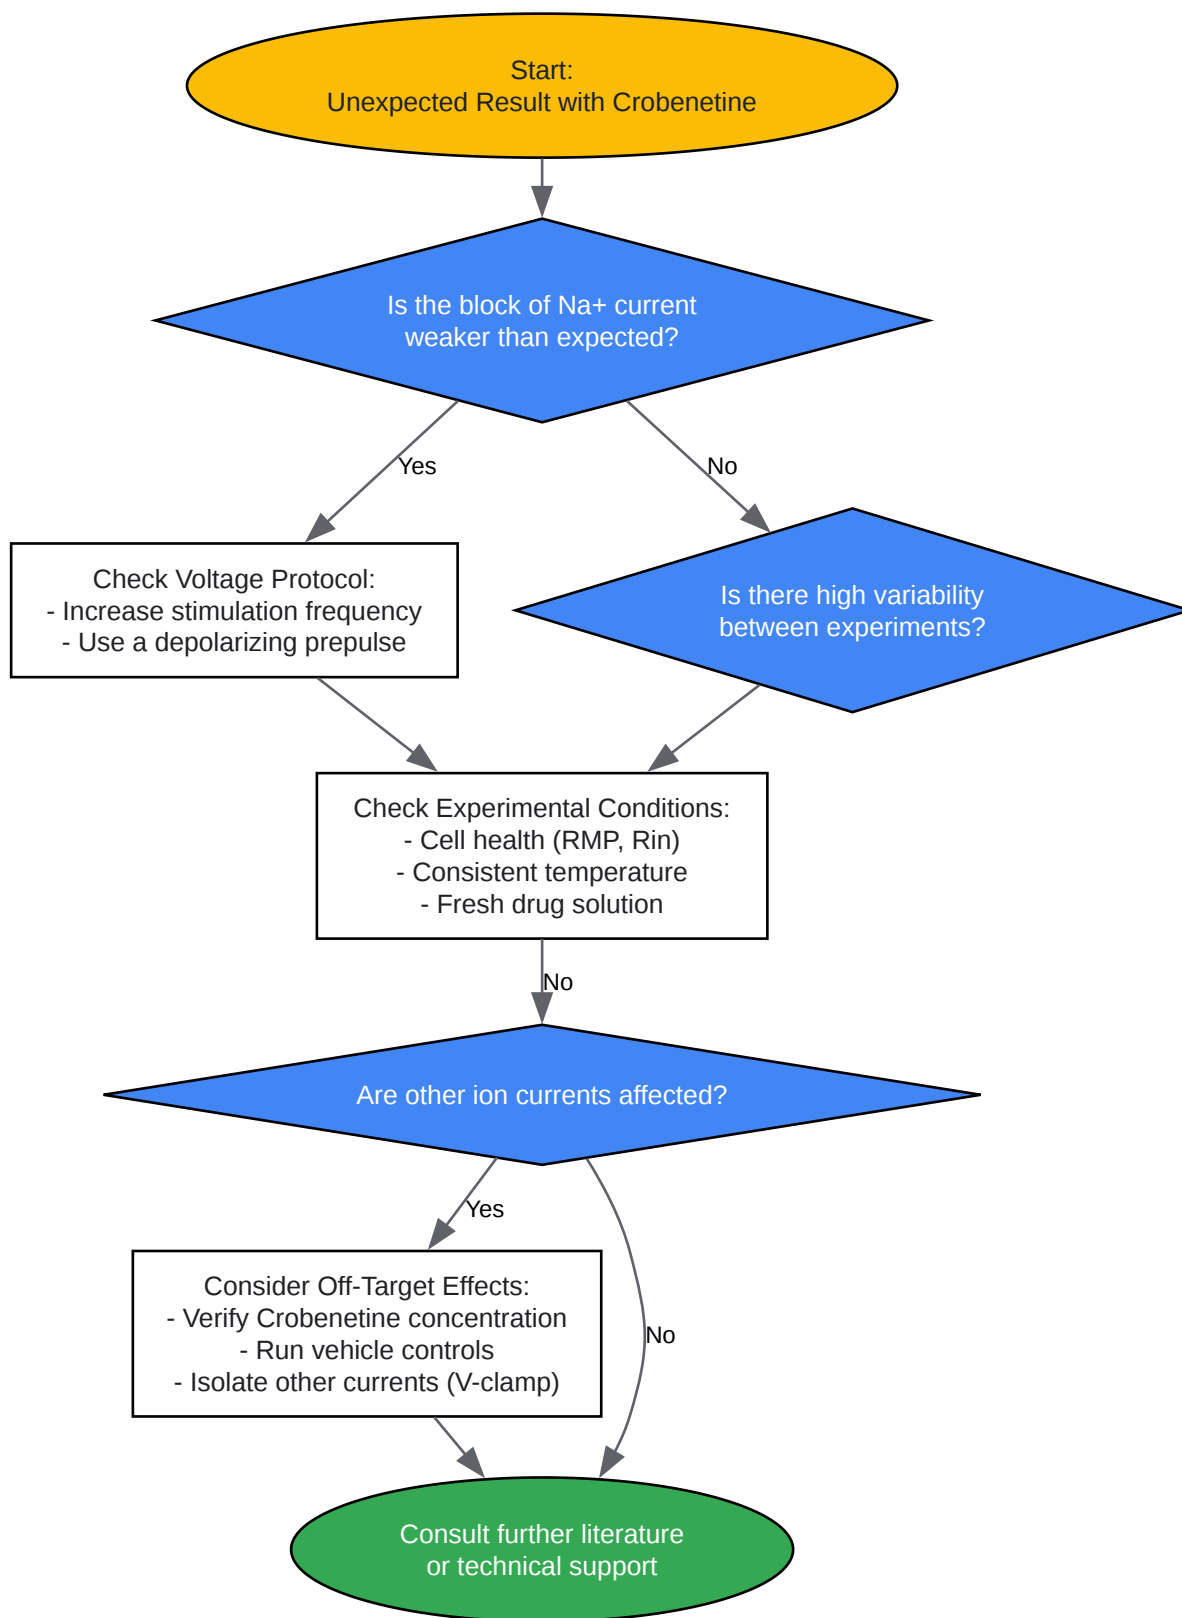 Start:
Unexpected Result with Crobenetine
Is the block of Na+ current
weaker than expected?
Yes
No
Check Voltage Protocol:
- Increase stimulation frequency
- Use a depolarizing prepulse
Is there high variability
between experiments?
Check Experimental Conditions:
- Cell health (RMP, Rin)
- Consistent temperature
- Fresh drug solution
No
Are other ion currents affected?
Yes
No
Consider Off-Target Effects:
- Verify Crobenetine concentration
- Run vehicle controls
- Isolate other currents (V-clamp)
Consult further literature
or technical support